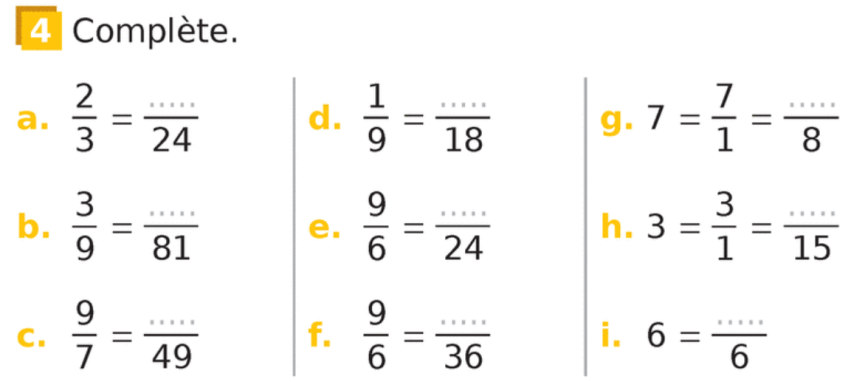 4 Complète.
a. 2/3 = ...../24
b. 3/9 = ...../81
c. 9/7 = ...../49
d. 1/9 = ...../18
e. 9/6 = ...../24
f. 9/6 = ...../36
g. 7 = 7/1 = ...../8
h. 3 = 3/1 = ...../15
i. 6 = ...../6